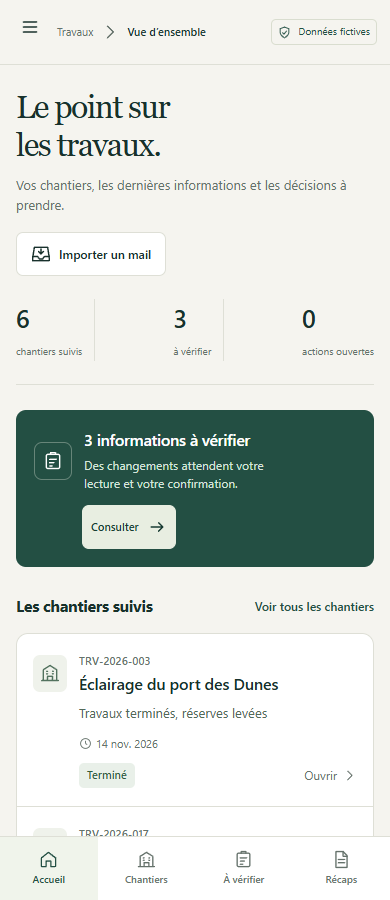 Travaux
Vue d'ensemble
Données fictives
Le point sur
les travaux.
Vos chantiers, les dernières informations et les décisions à
prendre.
Importer un mail
6
chantiers suivis
3
à vérifier
0
actions ouvertes
3 informations à vérifier
Des changements attendent votre
lecture et votre confirmation.
Consulter
Les chantiers suivis
Voir tous les chantiers
TRV-2026-003
Éclairage du port des Dunes
Travaux terminés, réserves levées
14 nov. 2026
Terminé
Ouvrir
TRV-2026-017
Accueil
Chantiers
À vérifier
Récaps